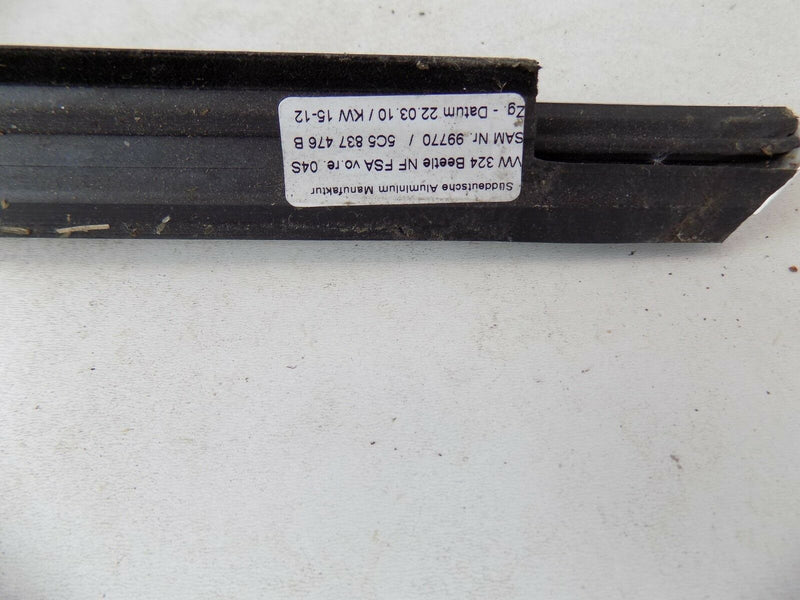 Süddeutsche Aluminium Manufaktur
VW 324 Beetle NF FSA vo.re. 04S
SAM Nr. 99770 / 5C5 837 476 B
Zg. - Datum 22.03.10 / KW 15-12